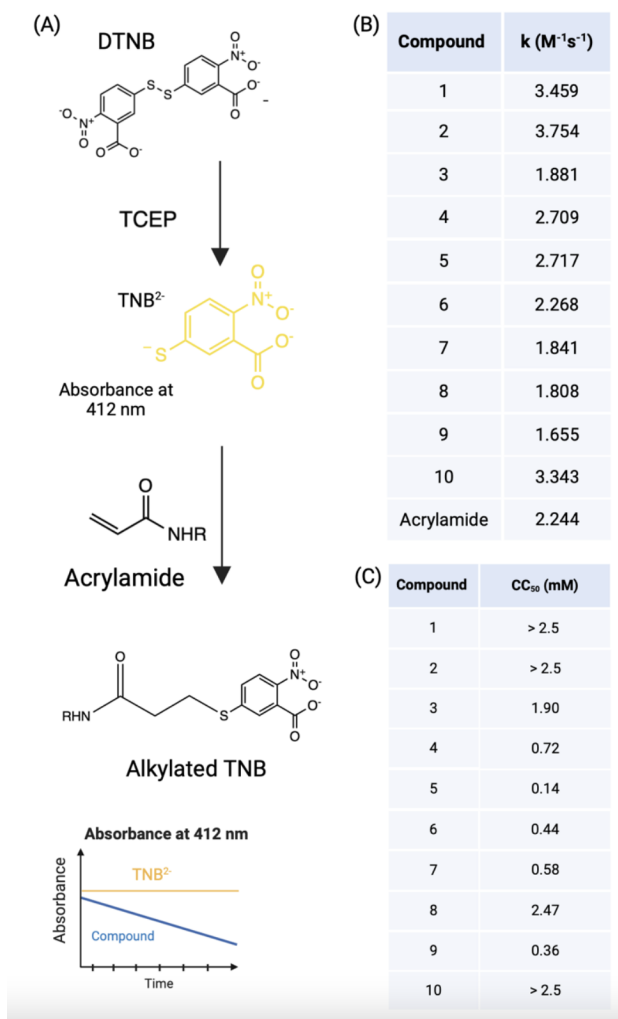 (A)
DTNB
O
N⁺
O⁻
S
S
O⁻
O
-
⁻O
N⁺
O
O
O⁻
TCEP
TNB²⁻
O
N⁺
O⁻
O⁻
⁻S
O
Absorbance at
412 nm
O
NHR
Acrylamide
O
O
N⁺
O⁻
RHN
S
O⁻
O
Alkylated TNB
Absorbance at 412 nm
TNB²⁻
Compound
Absorbance
Time
(B)
Compound k (M⁻¹s⁻¹)
1 3.459
2 3.754
3 1.881
4 2.709
5 2.717
6 2.268
7 1.841
8 1.808
9 1.655
10 3.343
Acrylamide 2.244
(C)
Compound CC₅₀ (mM)
1 > 2.5
2 > 2.5
3 1.90
4 0.72
5 0.14
6 0.44
7 0.58
8 2.47
9 0.36
10 > 2.5